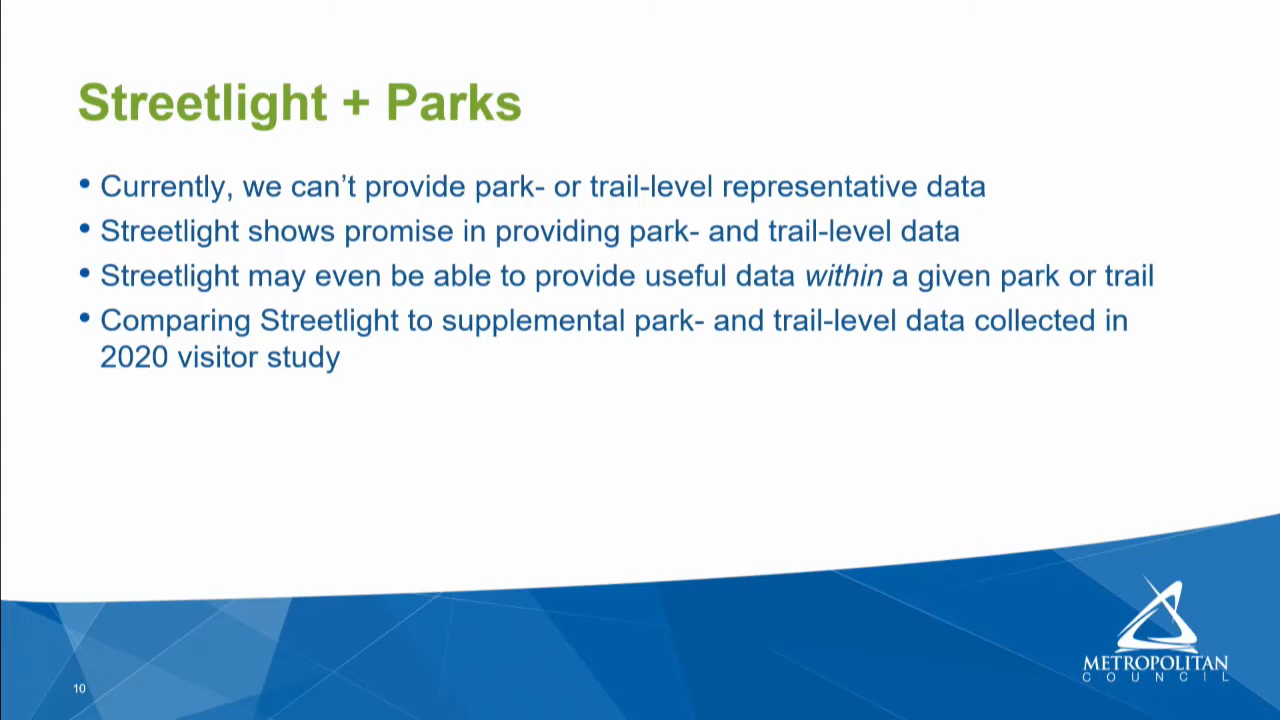 Streetlight + Parks
• Currently, we can’t provide park- or trail-level representative data
• Streetlight shows promise in providing park- and trail-level data
• Streetlight may even be able to provide useful data within a given park or trail
• Comparing Streetlight to supplemental park- and trail-level data collected in
2020 visitor study
10
METROPOLITAN
COUNCIL